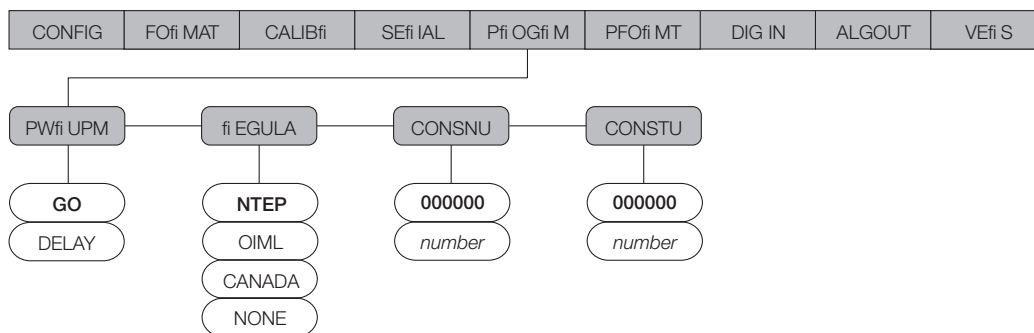 CONFIG FOfi MAT CALIBfi SEfi IAL Pfi OGfi M PFOfi MT DIG IN ALGOUT VEfi S
PWfi UPM fi EGULA CONSNU CONSTU
GO NTEP 000000 000000
DELAY OIML number number
CANADA
NONE